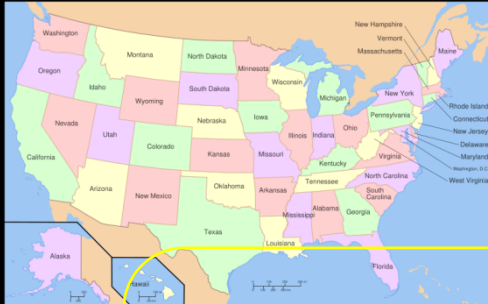 New Hampshire
Vermont
Massachusetts
Maine
Washington
Montana
North Dakota
Minnesota
Oregon
Idaho
Wyoming
South Dakota
Wisconsin
Michigan
New York
Rhode Island
Connecticut
New Jersey
Delaware
Maryland
Washington, D.C.
West Virginia
Nevada
Utah
Colorado
Nebraska
Iowa
Illinois
Indiana
Ohio
Pennsylvania
California
Kansas
Missouri
Kentucky
Virginia
Arizona
New Mexico
Oklahoma
Arkansas
Tennessee
North Carolina
South
Carolina
Texas
Louisiana
Mississippi
Alabama
Georgia
Florida
Alaska
Hawaii